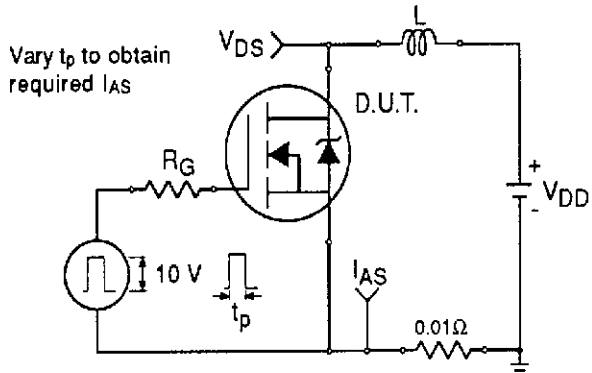 Vary tp to obtain
required IAS
VDS
L
D.U.T.
RG
+
VDD
-
10 V
tp
IAS
0.01Ω